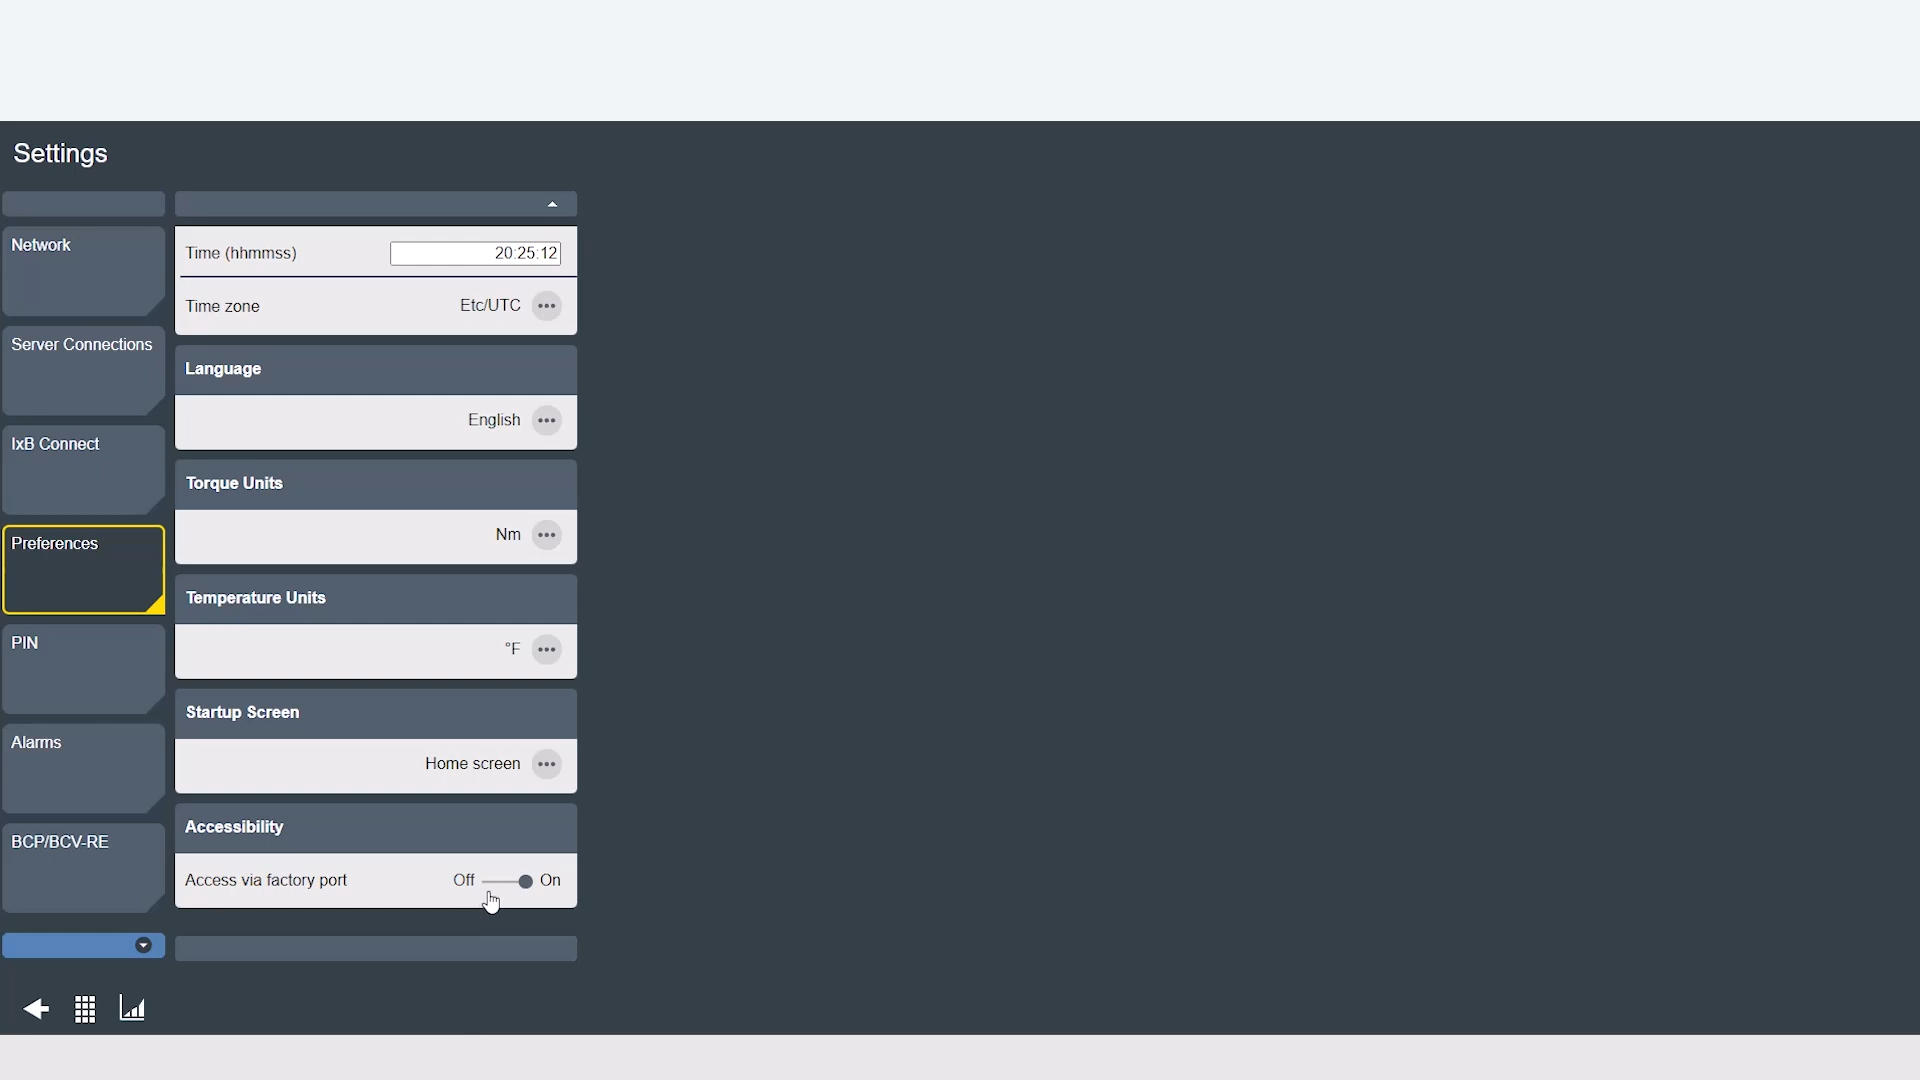 Settings
Network
Server Connections
IxB Connect
Preferences
PIN
Alarms
BCP/BCV-RE
Time (hhmmss) 20:25:12
Time zone Etc/UTC
Language
English
Torque Units
Nm
Temperature Units
°F
Startup Screen
Home screen
Accessibility
Access via factory port Off On